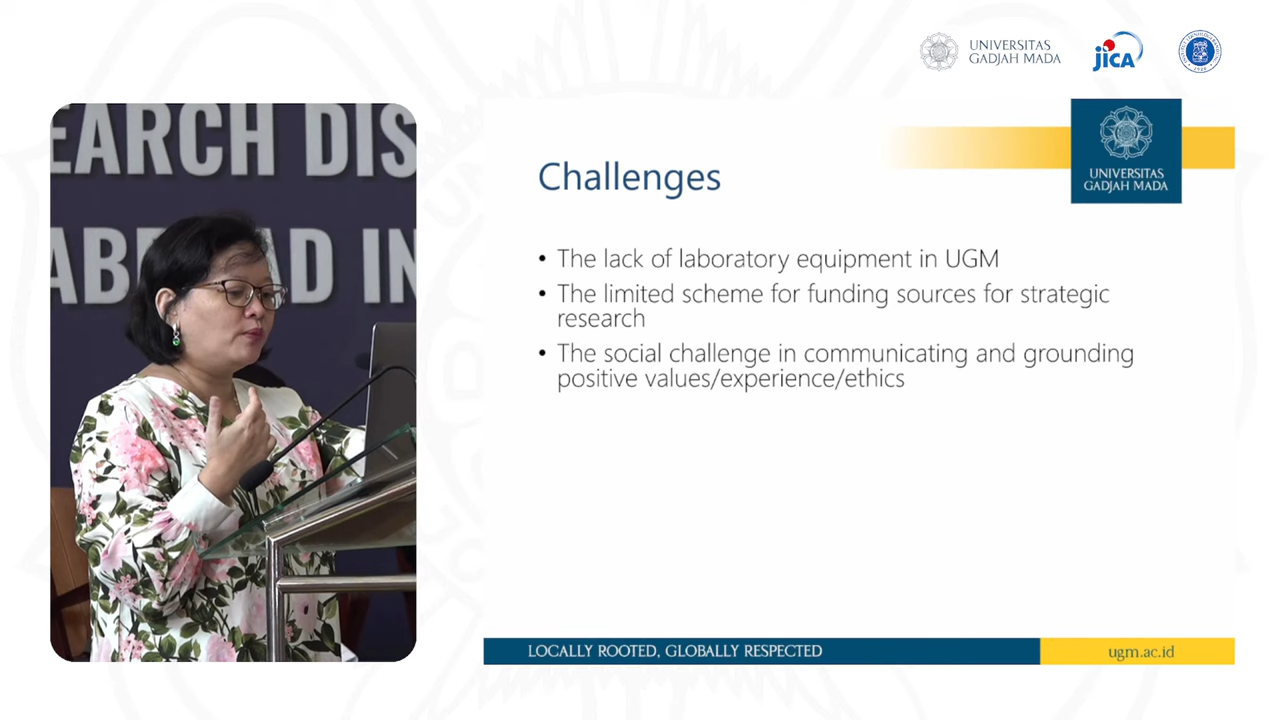 UNIVERSITAS
GADJAH MADA
jICA
EARCH DIS
ABR AD IN
Challenges
UNIVERSITAS
GADJAH MADA
• The lack of laboratory equipment in UGM
• The limited scheme for funding sources for strategic
research
• The social challenge in communicating and grounding
positive values/experience/ethics
LOCALLY ROOTED, GLOBALLY RESPECTED
ugm.ac.id